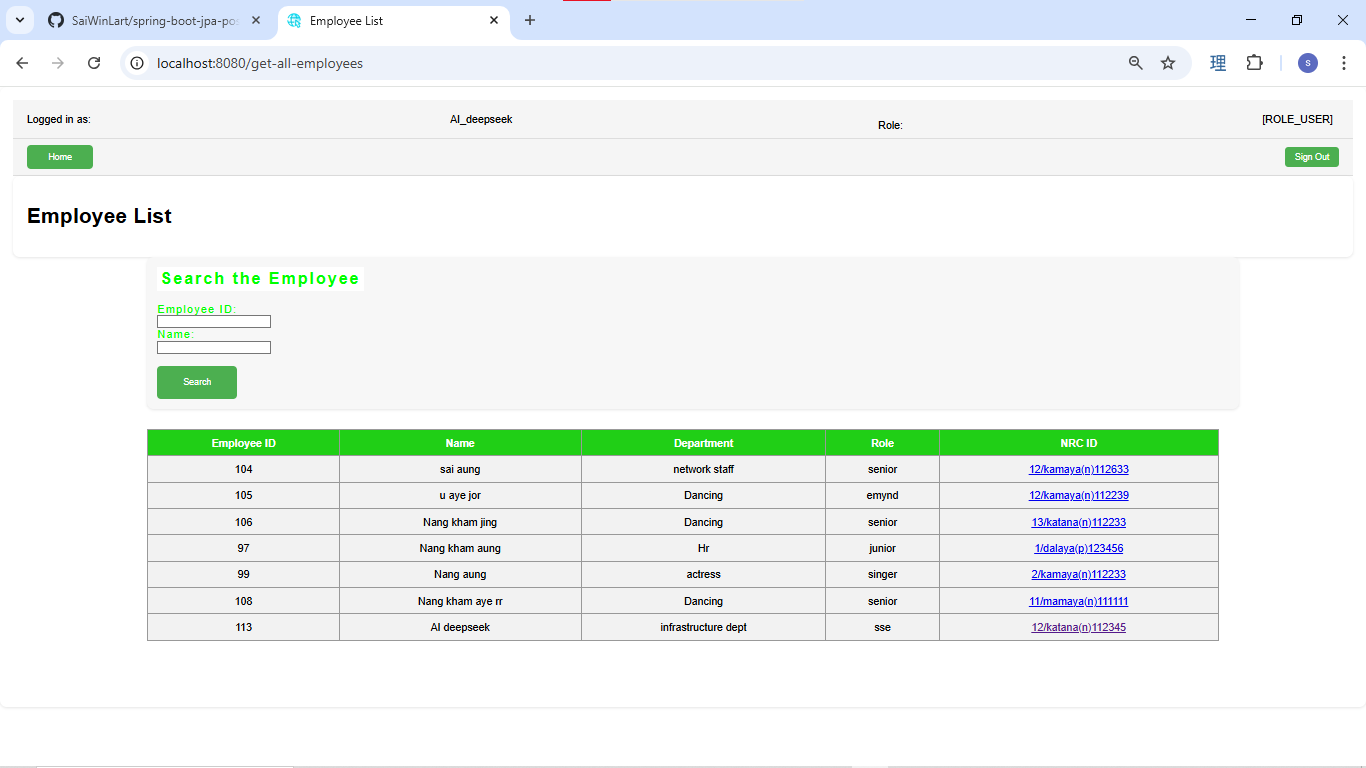 SaiWinLart/spring-boot-jpa-pos
Employee List
localhost:8080/get-all-employees
理
S
Logged in as: AI_deepseek Role: [ROLE_USER]
Home Sign Out
Employee List
Search the Employee
Employee ID:
Name:
Search
Employee ID Name Department Role NRC ID
104 sai aung network staff senior 12/kamaya(n)112633
105 u aye jor Dancing emynd 12/kamaya(n)112239
106 Nang kham jing Dancing senior 13/katana(n)112233
97 Nang kham aung Hr junior 1/dalaya(p)123456
99 Nang aung actress singer 2/kamaya(n)112233
108 Nang kham aye rr Dancing senior 11/mamaya(n)111111
113 AI deepseek infrastructure dept sse 12/katana(n)112345